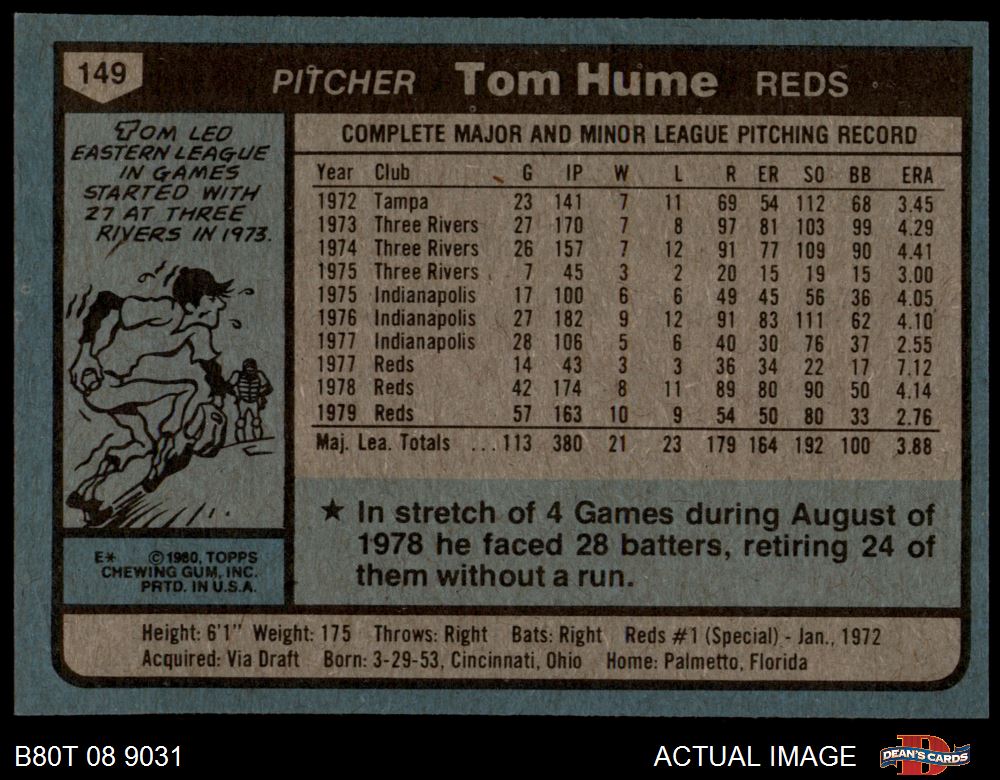 149 PITCHER Tom Hume REDS
TOM LED
EASTERN LEAGUE
IN GAMES
STARTED WITH
27 AT THREE
RIVERS IN 1973.
E* © 1980, TOPPS
CHEWING GUM, INC.
PRTD. IN U.S.A.
COMPLETE MAJOR AND MINOR LEAGUE PITCHING RECORD
Year Club G IP W L R ER SO BB ERA
1972 Tampa 23 141 7 11 69 54 112 68 3.45
1973 Three Rivers 27 170 7 8 97 81 103 99 4.29
1974 Three Rivers 26 157 7 12 91 77 109 90 4.41
1975 Three Rivers 7 45 3 2 20 15 19 15 3.00
1975 Indianapolis 17 100 6 6 49 45 56 36 4.05
1976 Indianapolis 27 182 9 12 91 83 111 62 4.10
1977 Indianapolis 28 106 5 6 40 30 76 37 2.55
1977 Reds 14 43 3 3 36 34 22 17 7.12
1978 Reds 42 174 8 11 89 80 90 50 4.14
1979 Reds 57 163 10 9 54 50 80 33 2.76
Maj. Lea. Totals ... 113 380 21 23 179 164 192 100 3.88
★ In stretch of 4 Games during August of
1978 he faced 28 batters, retiring 24 of
them without a run.
Height: 6'1" Weight: 175 Throws: Right Bats: Right Reds #1 (Special) - Jan., 1972
Acquired: Via Draft Born: 3-29-53, Cincinnati, Ohio Home: Palmetto, Florida
B80T 08 9031 ACTUAL IMAGE DEAN'S CARDS